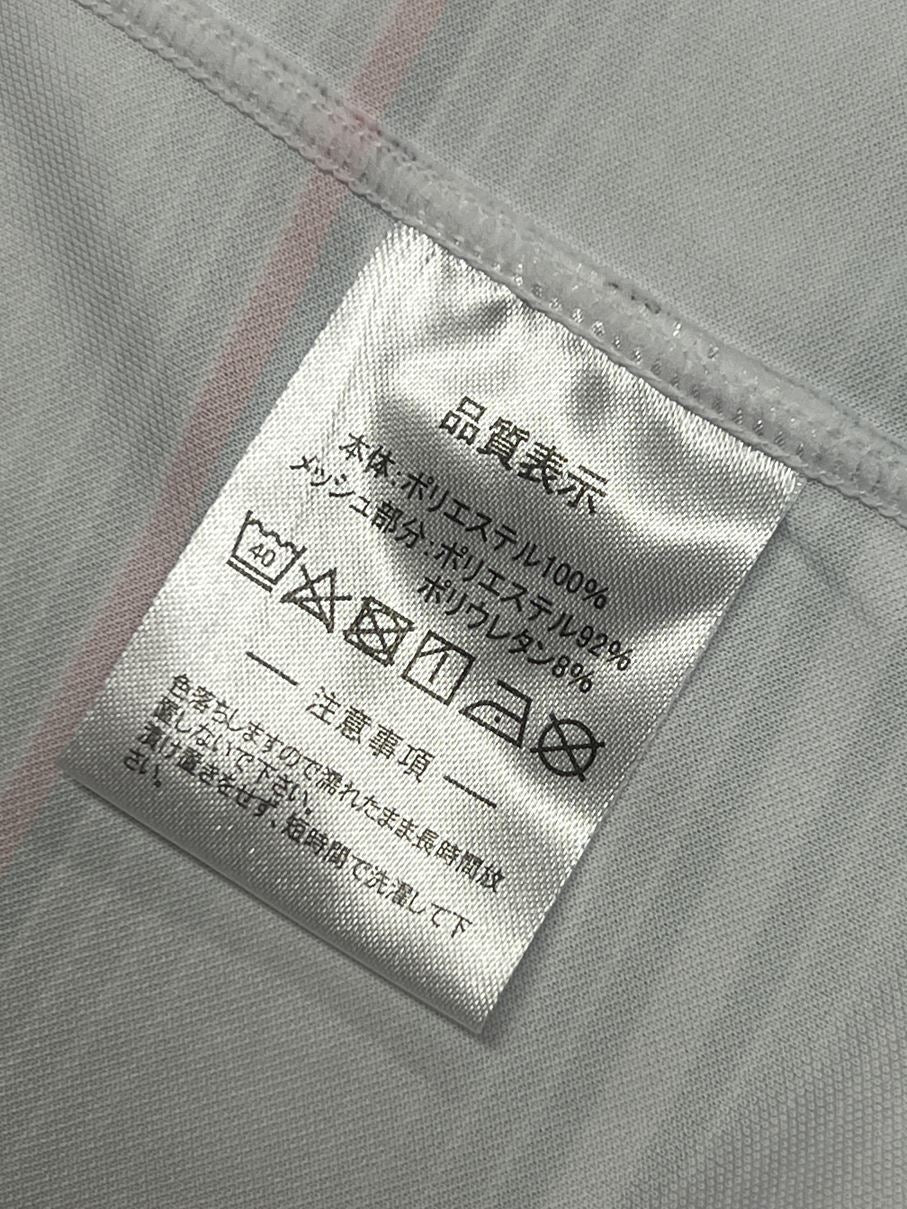 品質表示
本体:ポリエステル100%
メッシュ部分:ポリエステル92%
ポリウレタン8%
40
― 注意事項 ―
色落ちしますので濡れたまま長時間放
置しないで下さい。
漬け置きをせず、短時間で洗濯して下
さい。